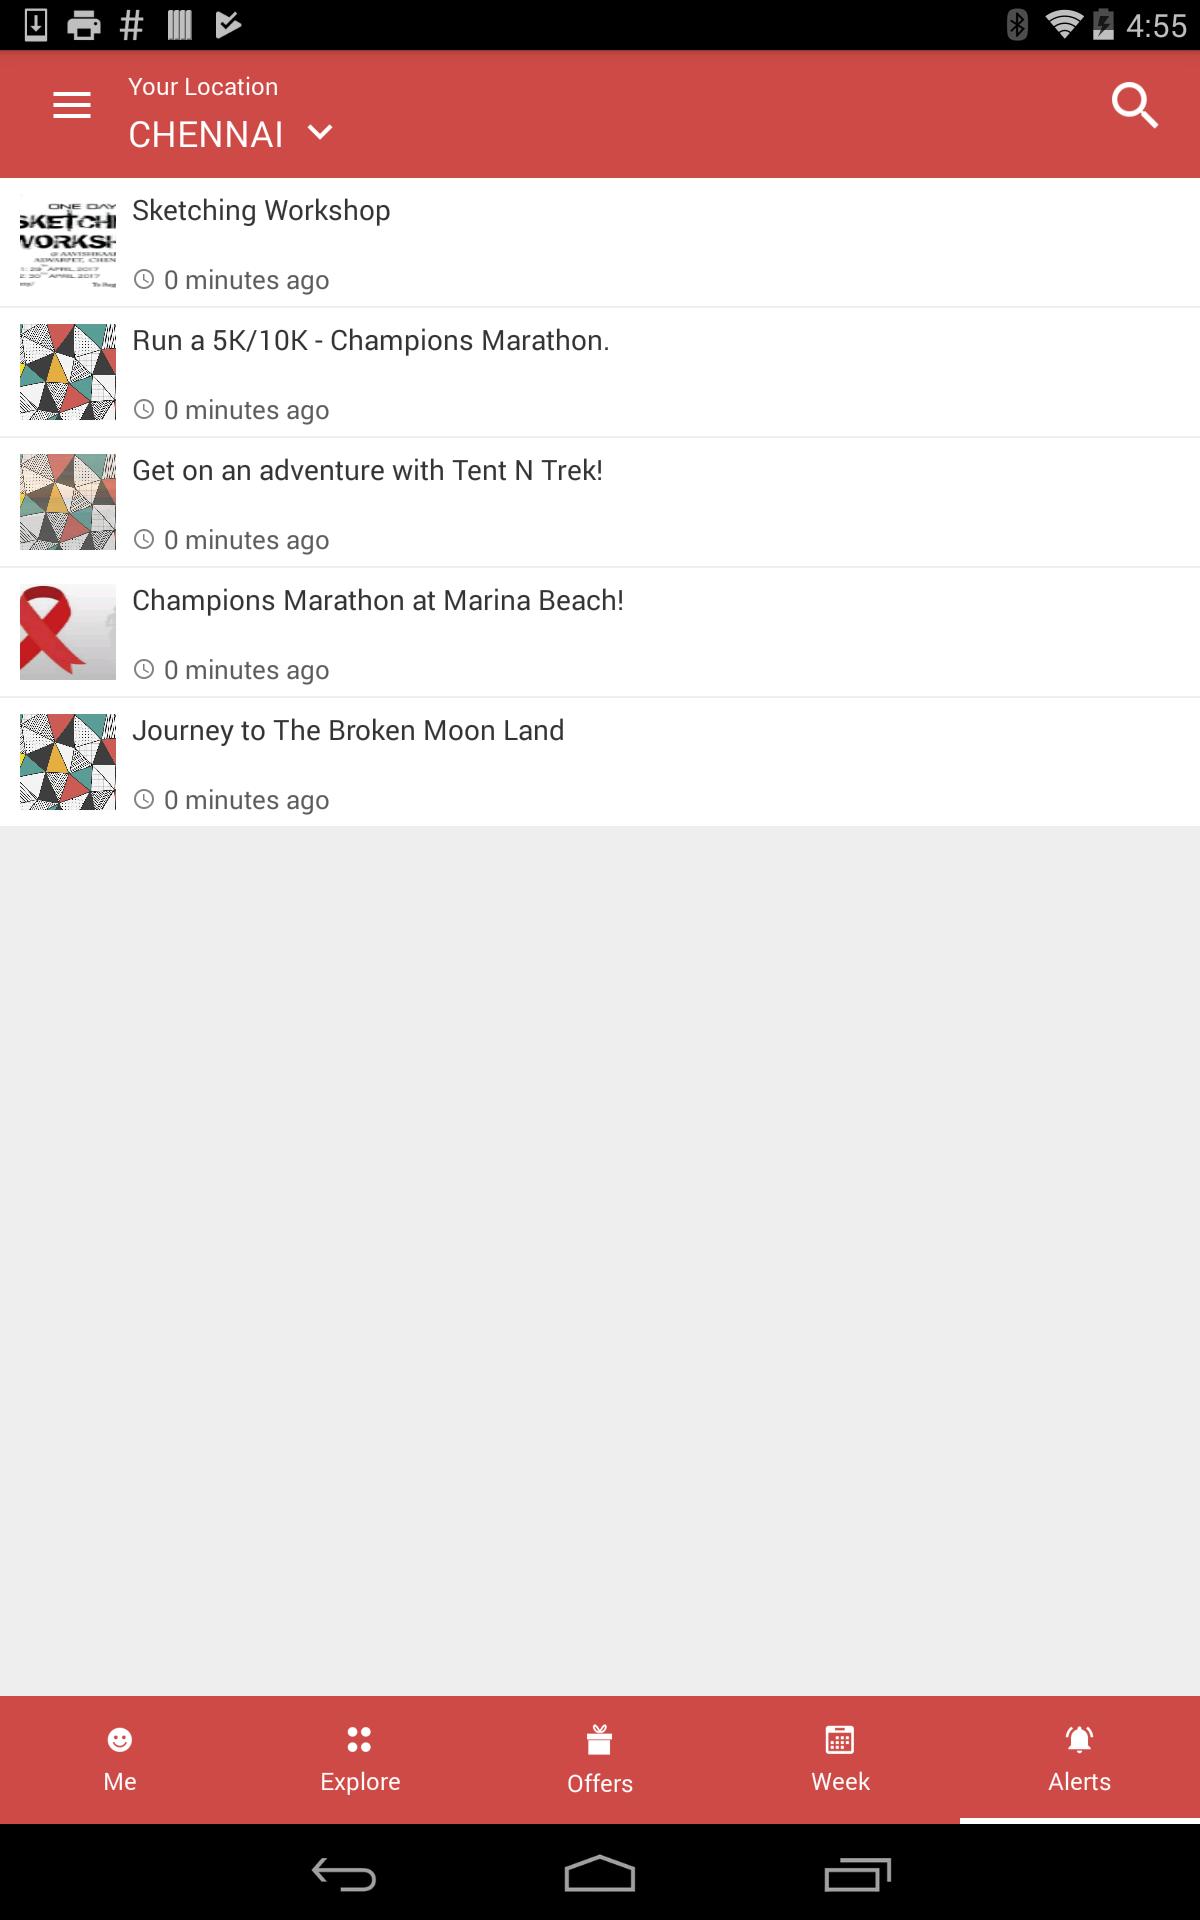 4:55
Your Location
CHENNAI
ONE DAY
SKETCHI
WORKSH
Sketching Workshop
0 minutes ago
Run a 5K/10K - Champions Marathon.
0 minutes ago
Get on an adventure with Tent N Trek!
0 minutes ago
Champions Marathon at Marina Beach!
0 minutes ago
Journey to The Broken Moon Land
0 minutes ago
Me
Explore
Offers
Week
Alerts